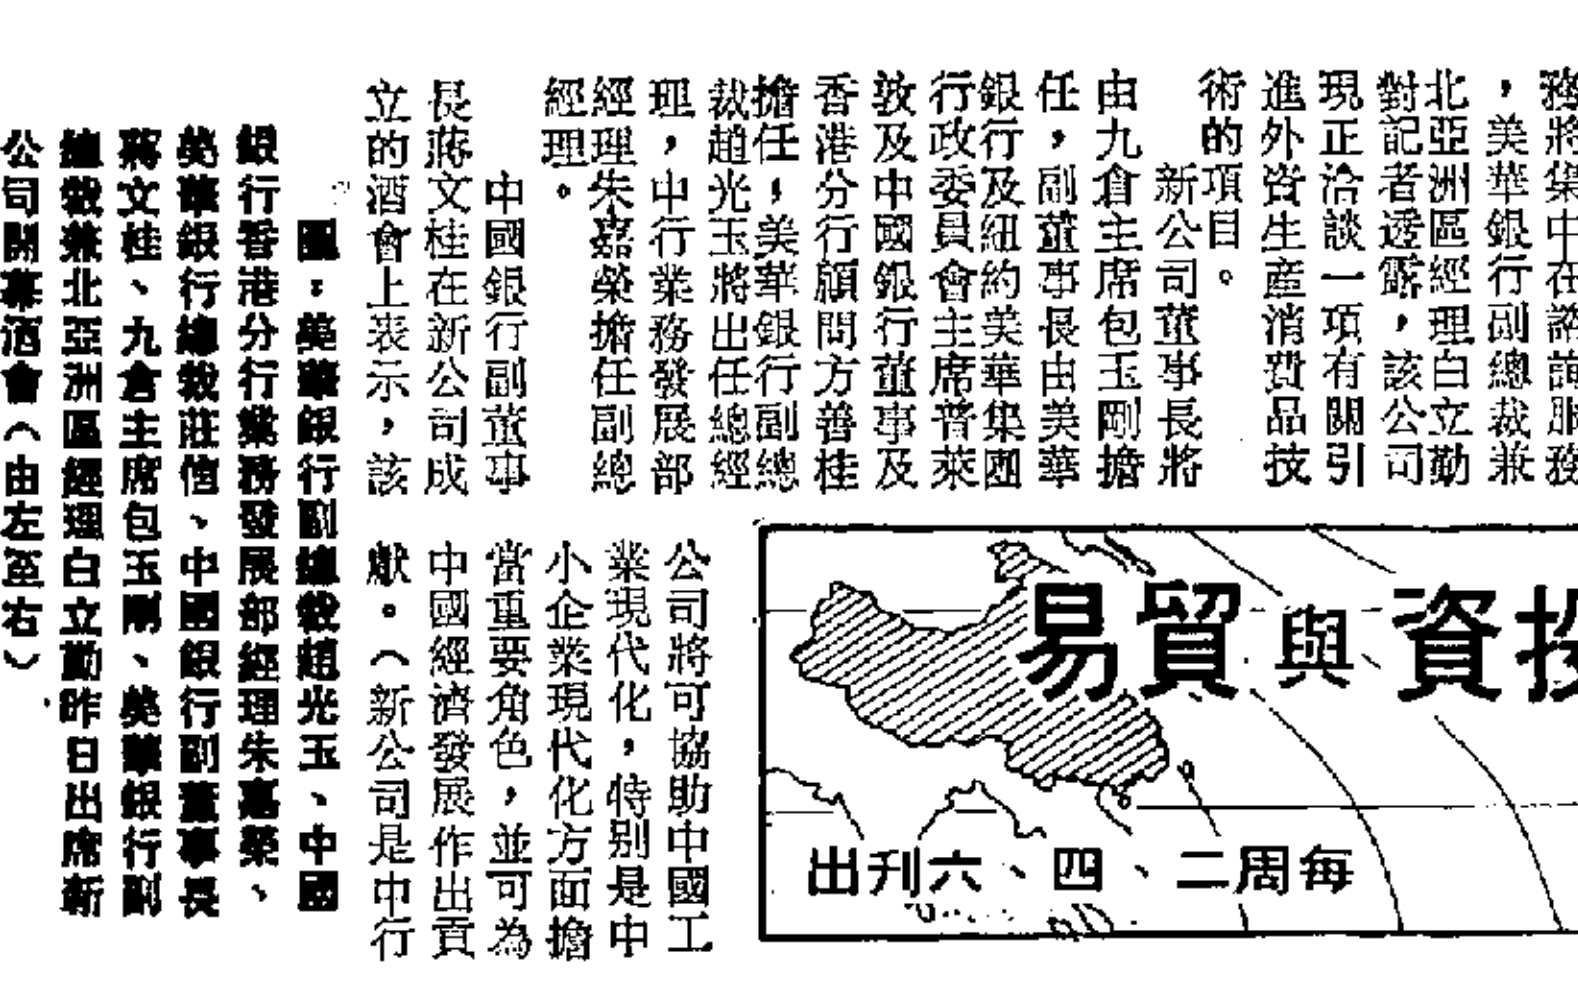 務將集中在諮詢服務
，美華銀行副總裁兼
北亞洲區經理白立勤
對記者透露，該公司
現正洽談一項有關引
進外資生產消費品技
術的項目。
新公司董事長將
由九倉主席包玉剛擔
任，副董事長由美華
銀行及紐約美華集團
行政委員會主席普萊
敦及中國銀行董事及
香港分行顧問方善桂
擔任，美華銀行副總
裁趙光玉將出任總經
理，中行業務發展部
經理朱嘉榮擔任副總
經理。
中國銀行副董事
長蔣文桂在新公司成
立的酒會上表示，該
公司將可協助中國工
業現代化，特別是中
小企業現代化方面擔
當重要角色，並可為
中國經濟發展作出貢
獻。（新公司是中行
圖：美華銀行副總裁趙光玉、中國
銀行香港分行業務發展部經理朱嘉榮、
美華銀行總裁莊信、中國銀行副董事長
蔣文桂、九倉主席包玉剛、美華銀行副
總裁兼北亞洲區經理白立勤昨日出席新
公司開幕酒會（由左至右）
投資與貿易
每周二、四、六刊出